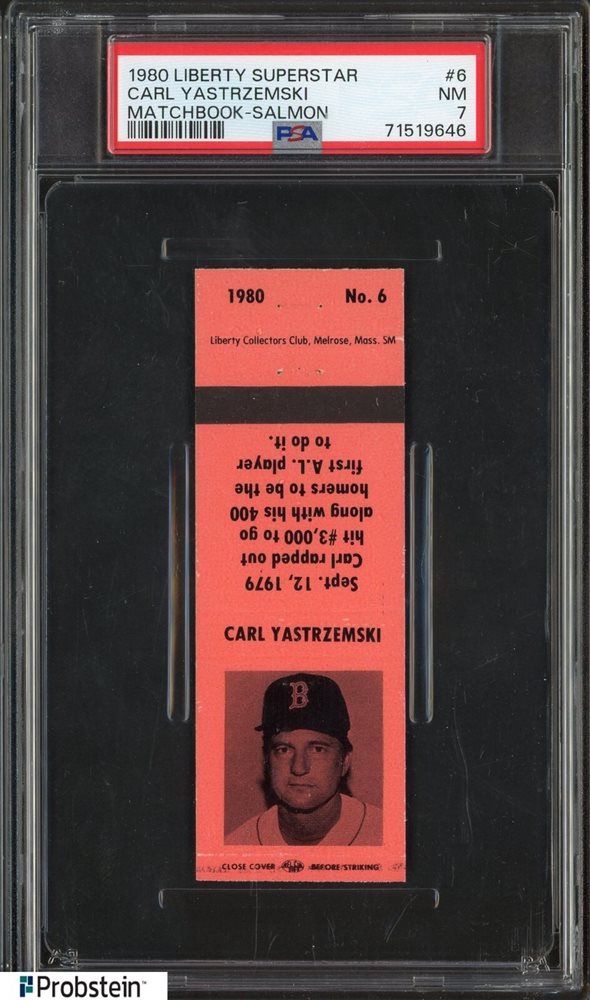 1980 LIBERTY SUPERSTAR #6
CARL YASTRZEMSKI NM
MATCHBOOK-SALMON 7
PSA 71519646
1980 No. 6
Liberty Collectors Club, Melrose, Mass. SM
Sept. 12, 1979
Carl rapped out
hit #3,000 to go
along with his 400
homers to be the
first A.L. player
to do it.
CARL YASTRZEMSKI
B
CLOSE COVER BEFORE STRIKING
Probstein™